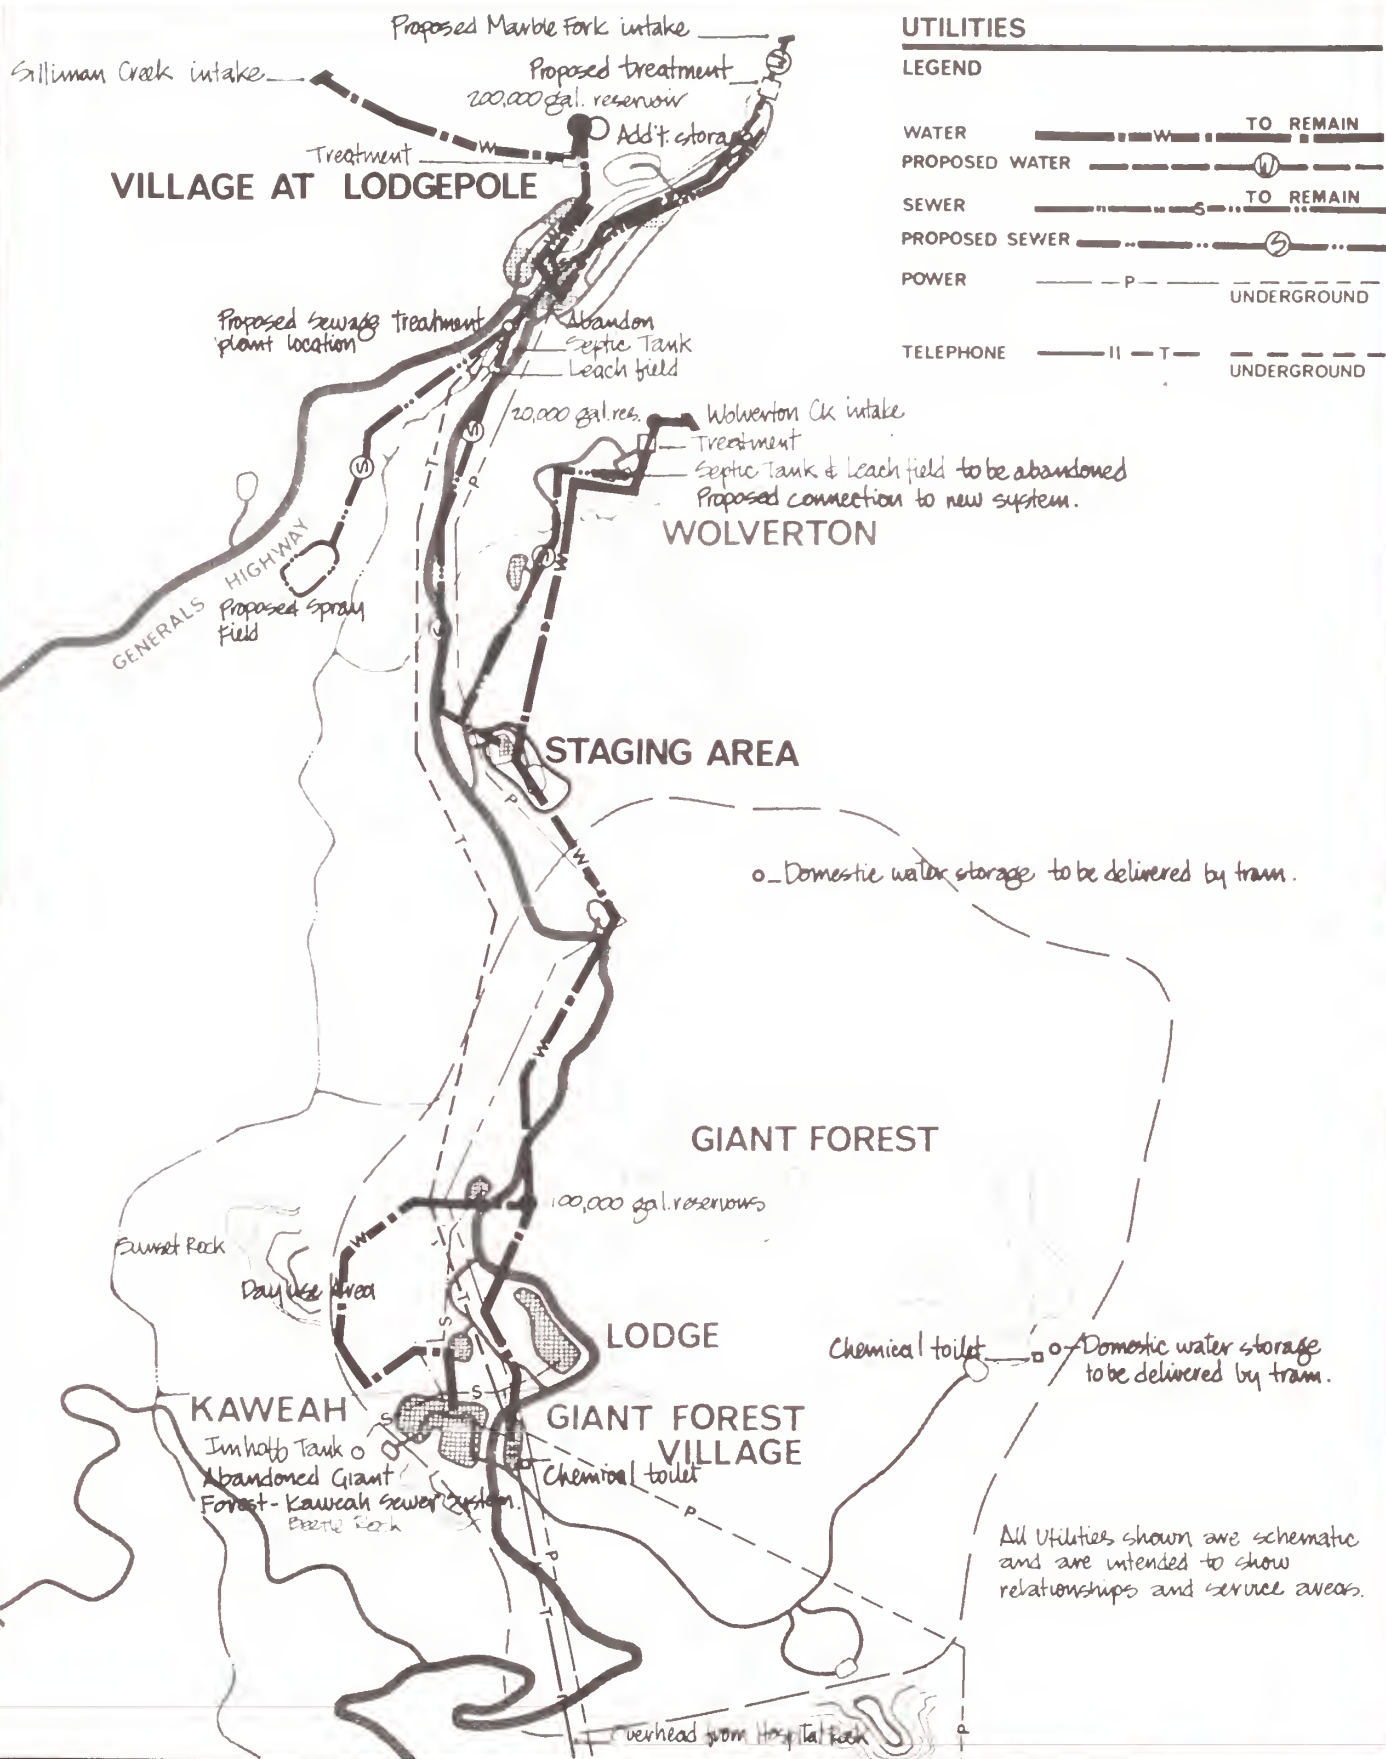 Proposed Marble Fork intake
UTILITIES
LEGEND
Silliman Creek intake
Proposed treatment
200,000 gal. reservoir
Add't. stora
Treatment
VILLAGE AT LODGEPOLE
WATER W TO REMAIN
PROPOSED WATER W
SEWER S TO REMAIN
PROPOSED SEWER S
POWER P
UNDERGROUND
TELEPHONE T
UNDERGROUND
Proposed Sewage Treatment
plant location
Abandon
Septic Tank
Leach field
20,000 gal. res.
Wolverton Ck intake
Treatment
Septic Tank & Leach field to be abandoned
Proposed connection to new system.
WOLVERTON
GENERALS HIGHWAY
Proposed Spray
Field
STAGING AREA
Domestic water storage to be delivered by tram.
GIANT FOREST
100,000 gal. reservoirs
Sunset Rock
Day use Area
LODGE
Chemical toilet
Domestic water storage
to be delivered by tram.
KAWEAH
GIANT FOREST
VILLAGE
Imhoff Tank
Abandoned Giant
Forest-Kaweah Sewer System.
Beetle Rock
Chemical toilet
All Utilities shown are schematic
and are intended to show
relationships and service areas.
Overhead from Hospital Rock